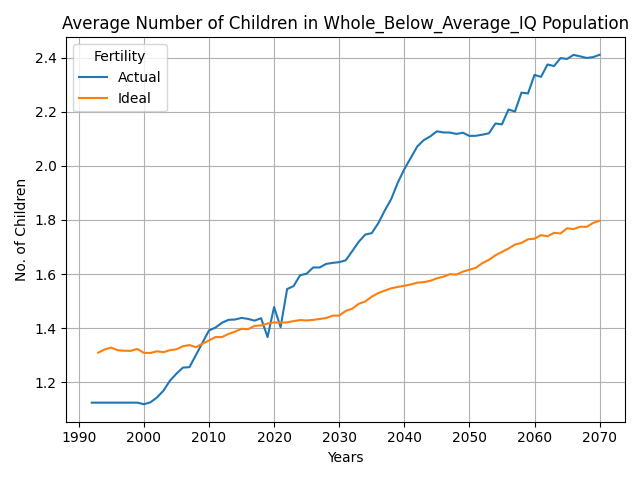 Average Number of Children in Whole_Below_Average_IQ Population
Fertility
Actual
Ideal
No. of Children
2.4
2.2
2.0
1.8
1.6
1.4
1.2
1990 2000 2010 2020 2030 2040 2050 2060 2070
Years